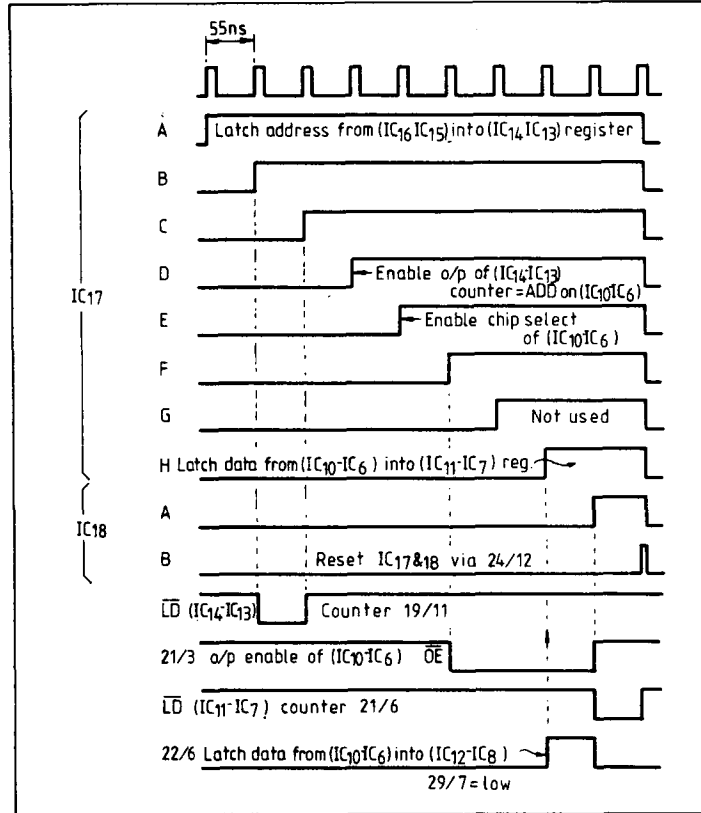 55ns
A Latch address from (IC16 IC15) into (IC14 IC13) register
B
C
D Enable o/p of (IC14-IC13)
counter = ADD on (IC10-IC6)
IC17
E Enable chip select
of (IC10-IC6)
F
G Not used
H Latch data from (IC10-IC6) into (IC11-IC7) reg.
A
IC18
B Reset IC17&18 via 24/12
LD (IC14-IC13) Counter 19/11
21/3 o/p enable of (IC10-IC6) OE
LD (IC11-IC7) counter 21/6
22/6 Latch data from (IC10-IC6) into (IC12-IC8)
29/7 = low